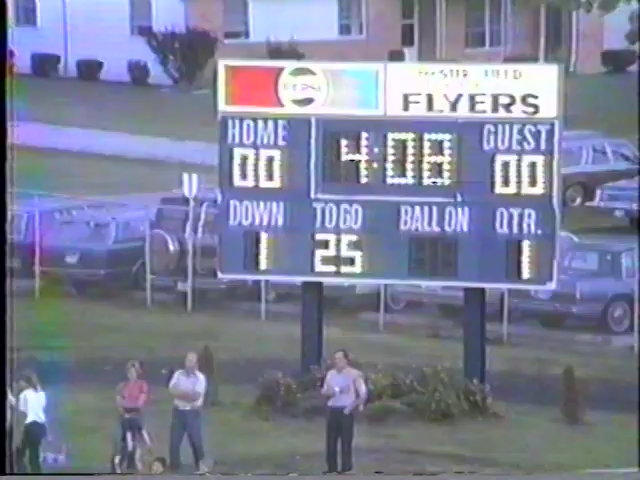 PEPSI
FLYERS
HOME 4:08 GUEST
00 00
DOWN TO GO BALL ON QTR.
1 25 1